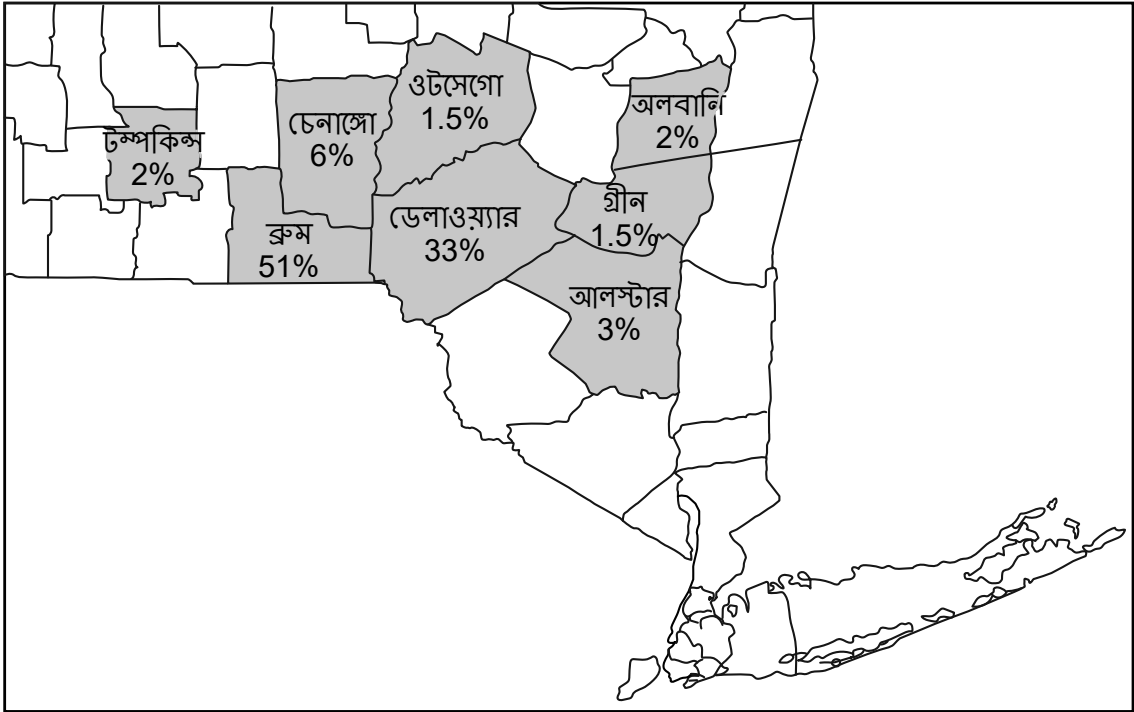 ওটসেগো
1.5%
অলবানি
2%
চেনাঙ্গো
6%
টম্পকিন্স
2%
গ্রীন
1.5%
ডেলাওয়্যার
33%
ব্রুম
51%
আলস্টার
3%